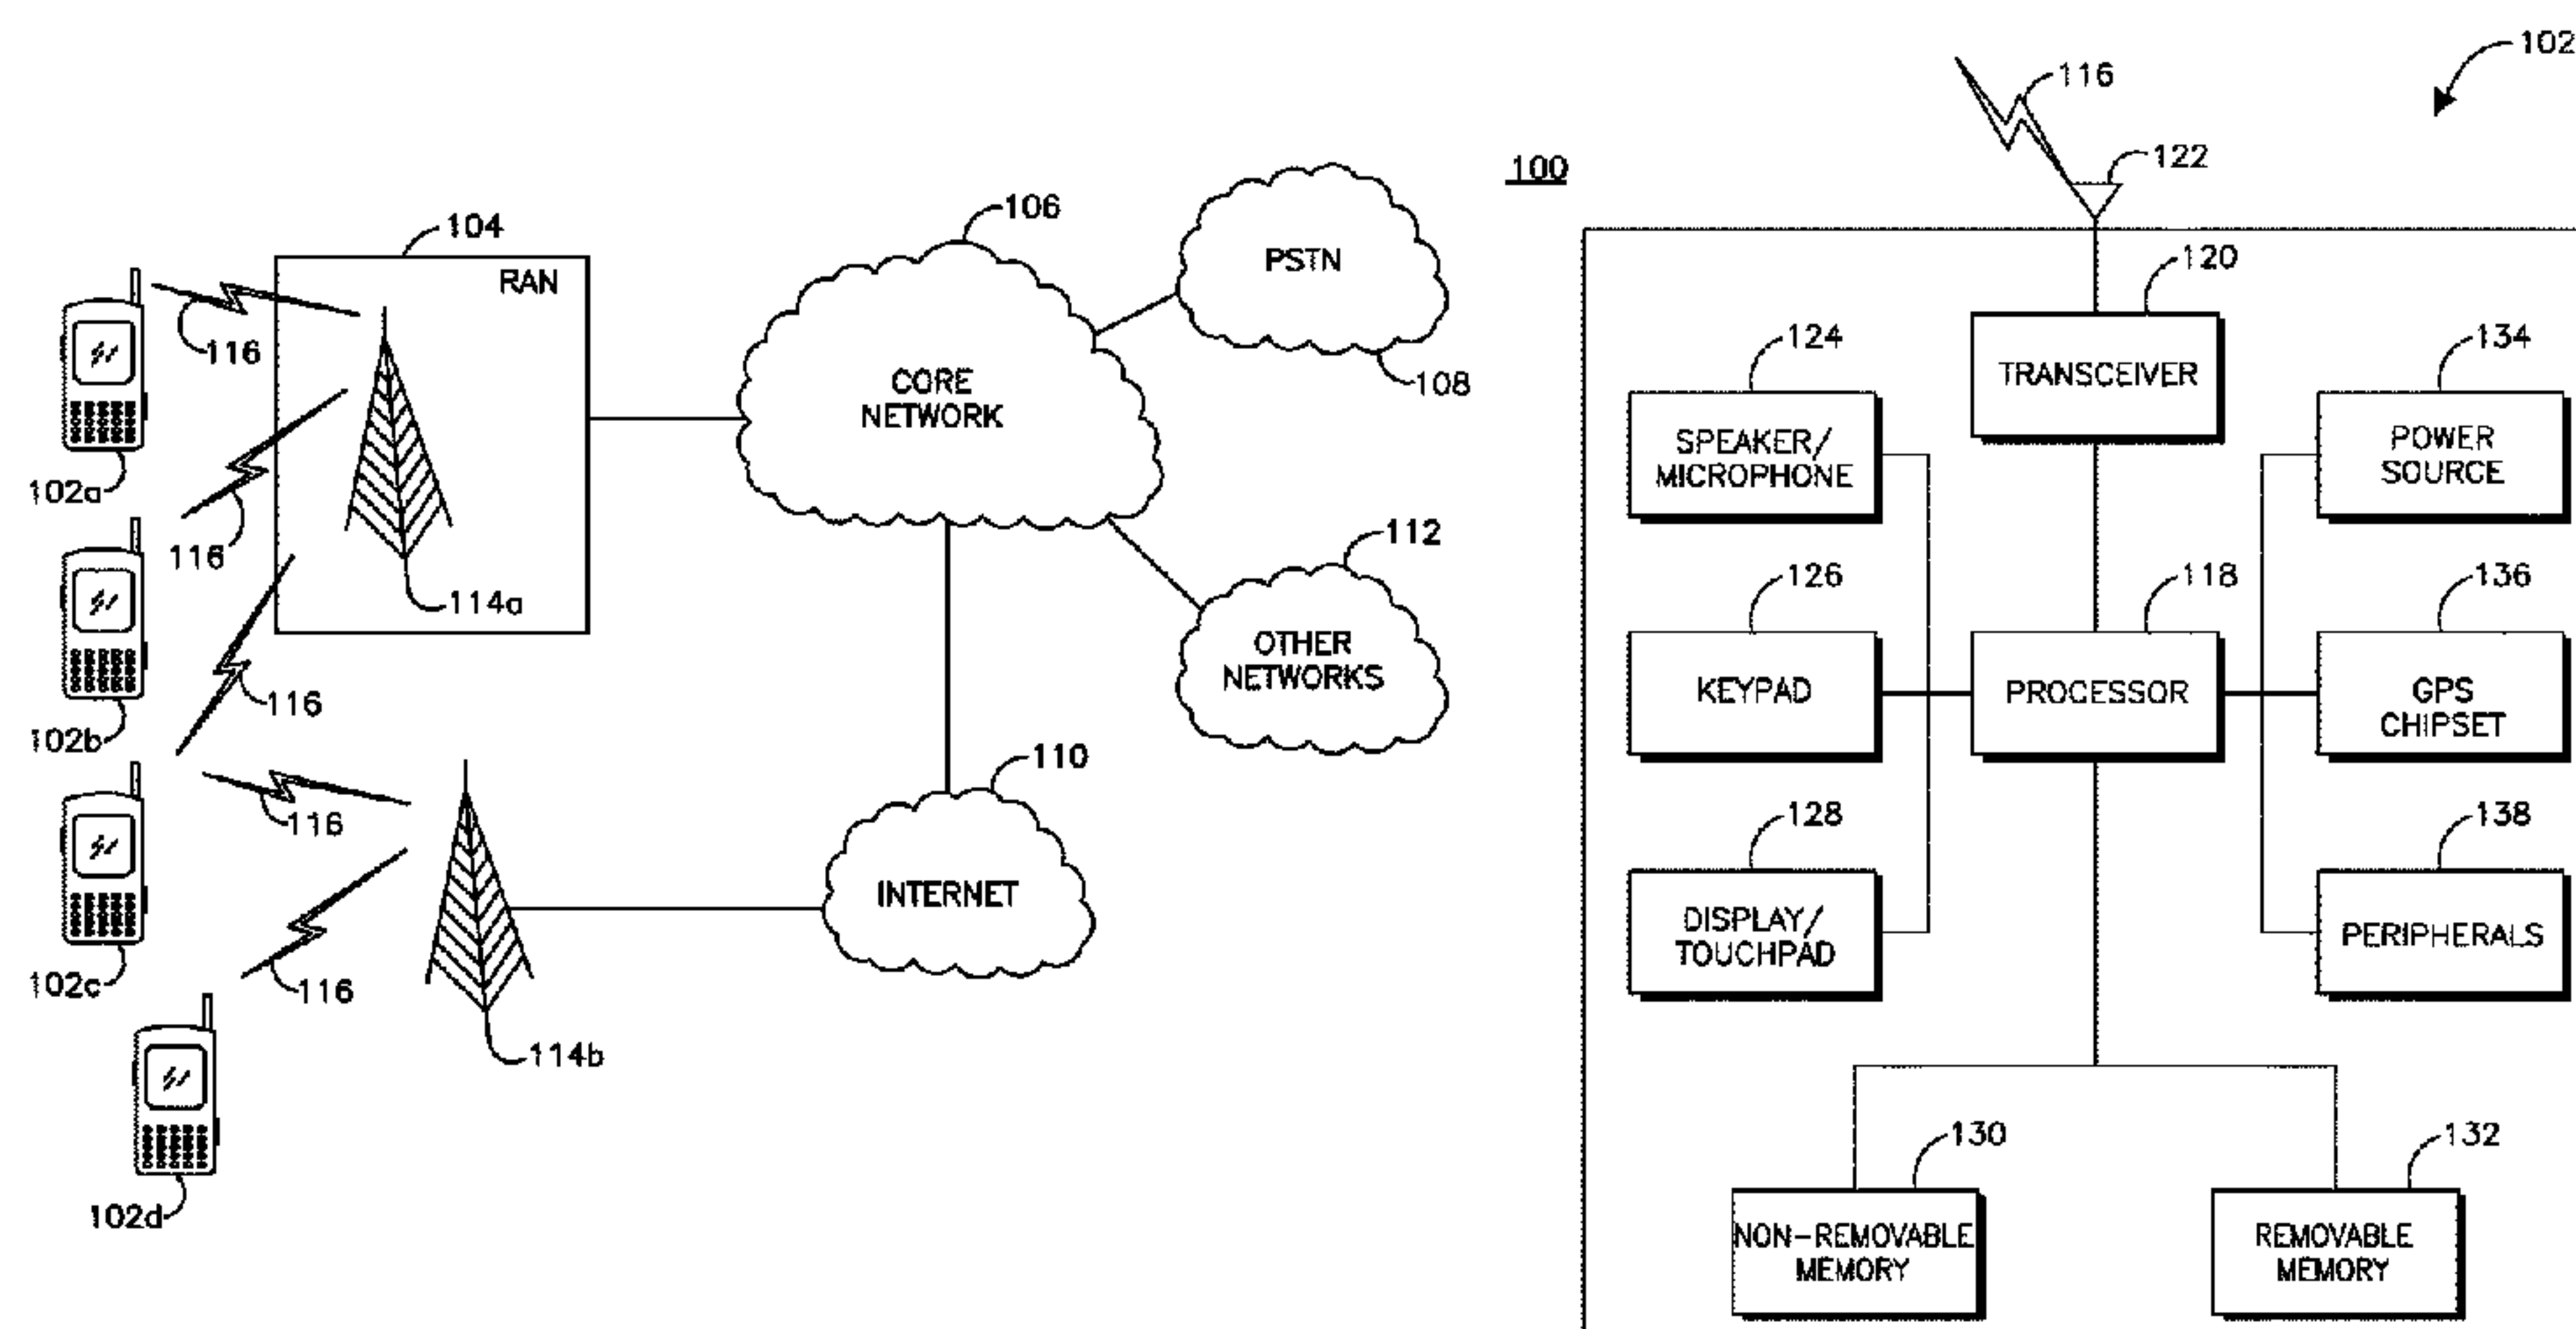 100
104
RAN
106
CORE
NETWORK
PSTN
108
116
102a
116
114a
102b
116
112
OTHER
NETWORKS
110
INTERNET
116
102c
116
114b
102d
102
116
122
120
TRANSCEIVER
124
SPEAKER/
MICROPHONE
134
POWER
SOURCE
126
KEYPAD
118
PROCESSOR
136
GPS
CHIPSET
128
DISPLAY/
TOUCHPAD
138
PERIPHERALS
130
NON-REMOVABLE
MEMORY
132
REMOVABLE
MEMORY